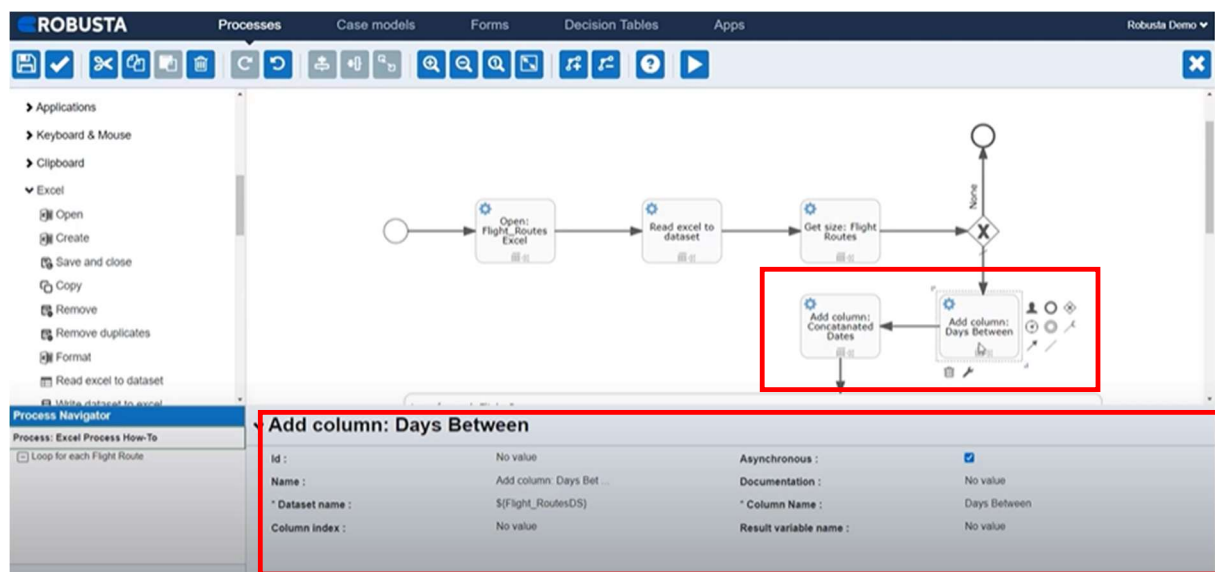 ROBUSTA
Processes
Case models
Forms
Decision Tables
Apps
Robusta Demo
Applications
Keyboard & Mouse
Clipboard
Excel
Open
Create
Save and close
Copy
Remove
Remove duplicates
Format
Read excel to dataset
Write dataset to excel
Open:
Flight_Routes
Excel
Read excel to
dataset
Get size: Flight
Routes
None
X
Add column:
Concatanated
Dates
Add column:
Days Between
Process Navigator
Process: Excel Process How-To
Loop for each Flight Route
Add column: Days Between
Id :
No value
Asynchronous :
Name :
Add column: Days Bet ...
Documentation :
No value
* Dataset name :
${Flight_RoutesDS}
* Column Name :
Days Between
Column index :
No value
Result variable name :
No value